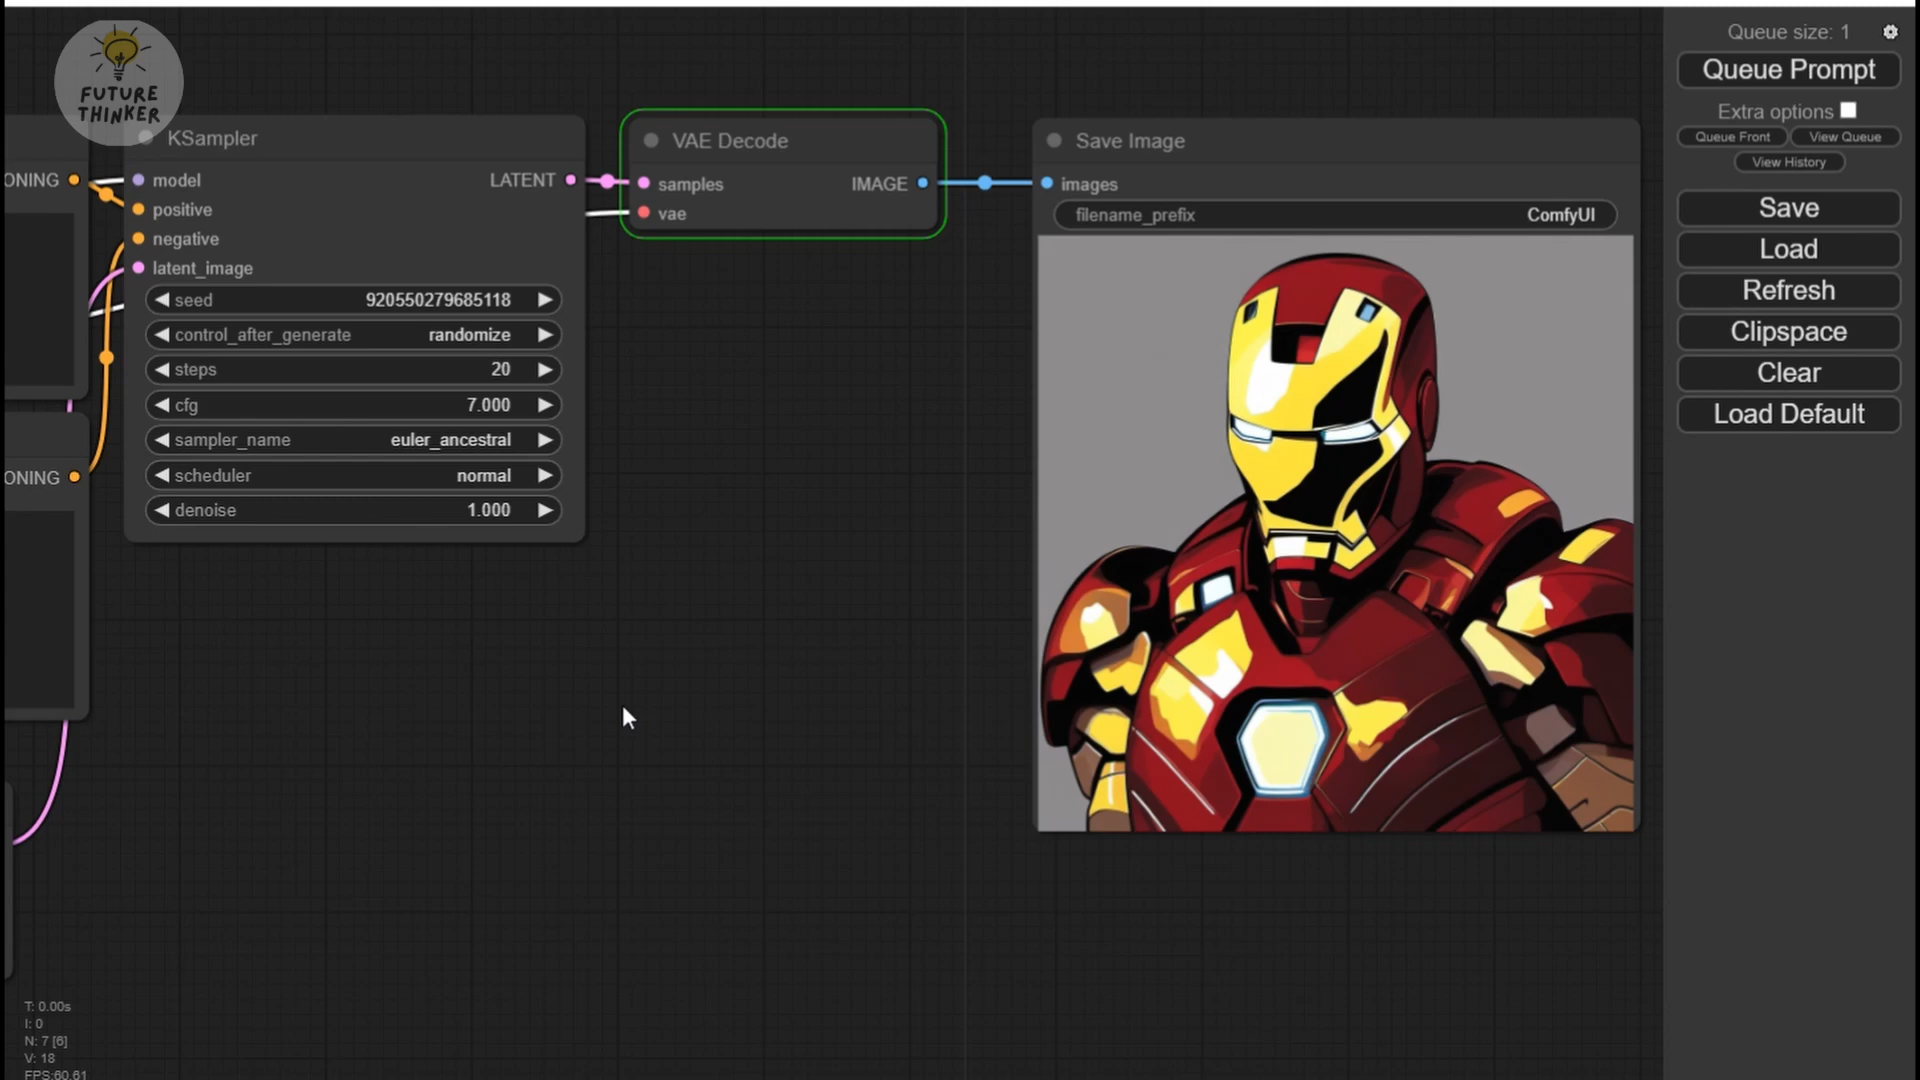 FUTURE
THINKER
ONING
ONING
KSampler
model
LATENT
positive
negative
latent_image
seed 920550279685118
control_after_generate randomize
steps 20
cfg 7.000
sampler_name euler_ancestral
scheduler normal
denoise 1.000
VAE Decode
samples IMAGE
vae
Save Image
images
filename_prefix ComfyUI
Queue size: 1
Queue Prompt
Extra options
Queue Front View Queue
View History
Save
Load
Refresh
Clipspace
Clear
Load Default
T: 0.00s
I: 0
N: 7 [6]
V: 18
FPS:60.61